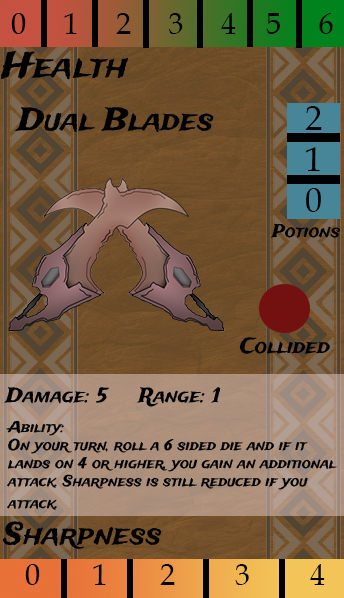 0 1 2 3 4 5 6
Health
Dual Blades
2
1
0
Potions
Collided
Damage: 5 Range: 1
Ability:
On your turn, roll a 6 sided die and if it
lands on 4 or higher, you gain an additional
attack. Sharpness is still reduced if you
attack.
Sharpness
0 1 2 3 4